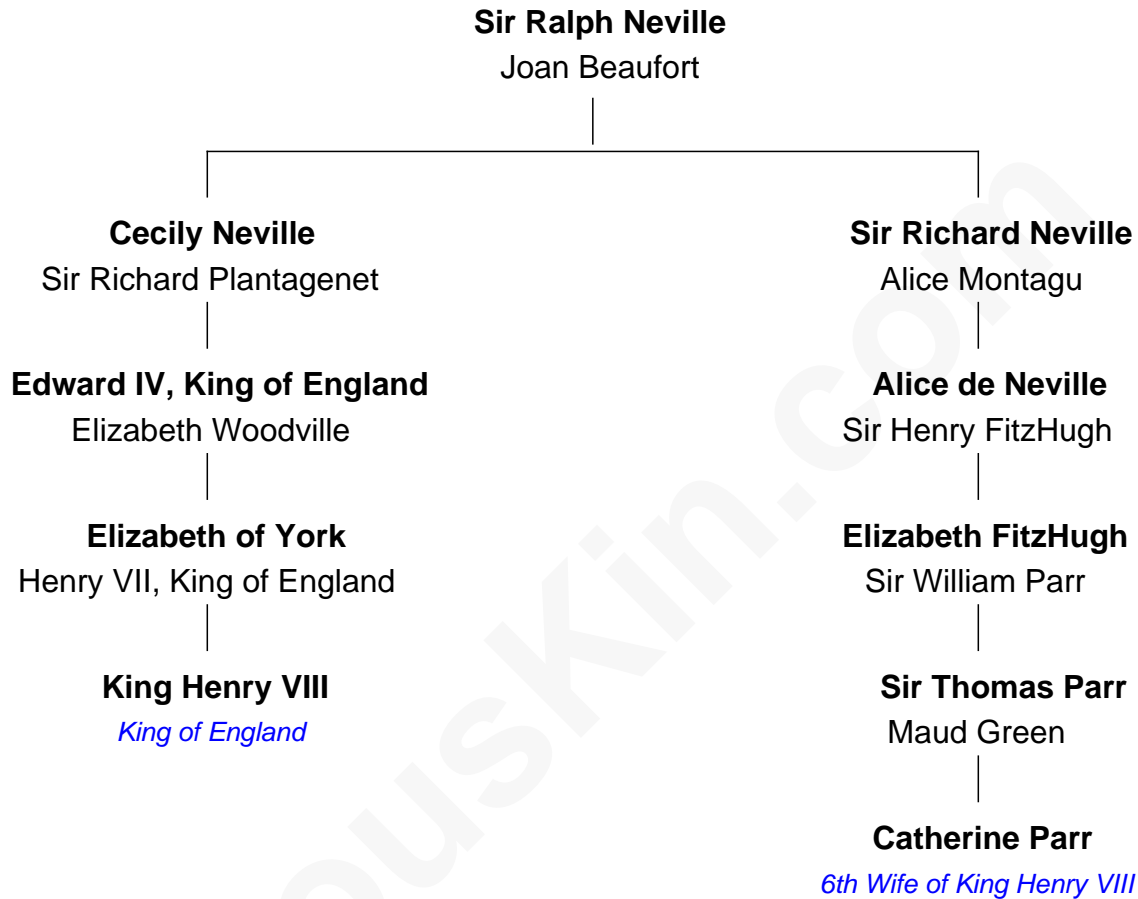 Sir Ralph Neville
Joan Beaufort
Cecily Neville
Sir Richard Plantagenet
Sir Richard Neville
Alice Montagu
Edward IV, King of England
Elizabeth Woodville
Alice de Neville
Sir Henry FitzHugh
Elizabeth of York
Henry VII, King of England
Elizabeth FitzHugh
Sir William Parr
King Henry VIII
King of England
Sir Thomas Parr
Maud Green
Catherine Parr
6th Wife of King Henry VIII
ousKin.com